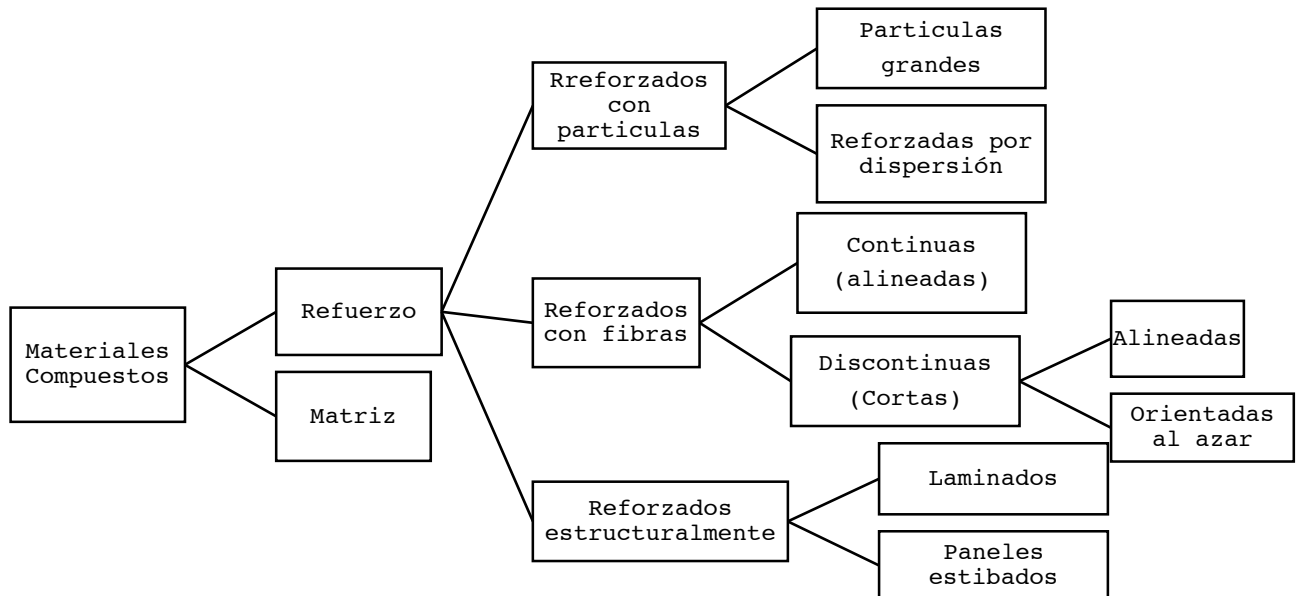 Particulas
grandes
Rreforzados
con
particulas
Reforzadas por
dispersión
Continuas
(alineadas)
Refuerzo
Reforzados
con fibras
Materiales
Compuestos
Discontinuas
(Cortas)
Alineadas
Matriz
Orientadas
al azar
Laminados
Reforzados
estructuralmente
Paneles
estibados